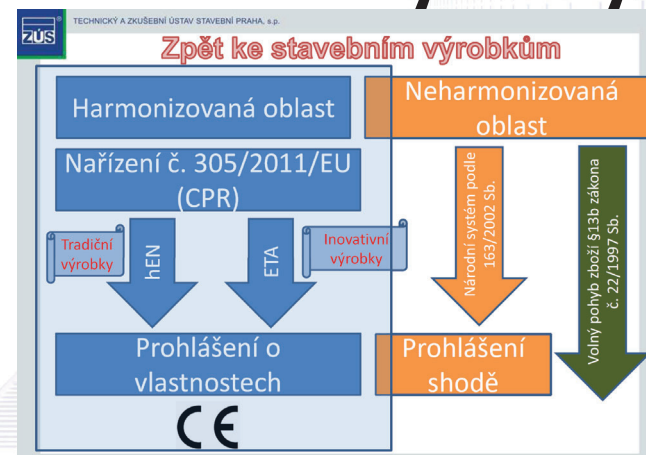 TZÚS
TECHNICKÝ A ZKUŠEBNÍ ÚSTAV STAVEBNÍ PRAHA, s.p.
Zpět ke stavebním výrobkům
Harmonizovaná oblast
Neharmonizovaná
oblast
Nařízení č. 305/2011/EU
(CPR)
Tradiční
výrobky
hEN
ETA
Inovativní
výrobky
Národní systém podle
163/2002 Sb.
Volný pohyb zboží §13b zákona
č. 22/1997 Sb.
Prohlášení o
vlastnostech
Prohlášení
shodě
CE